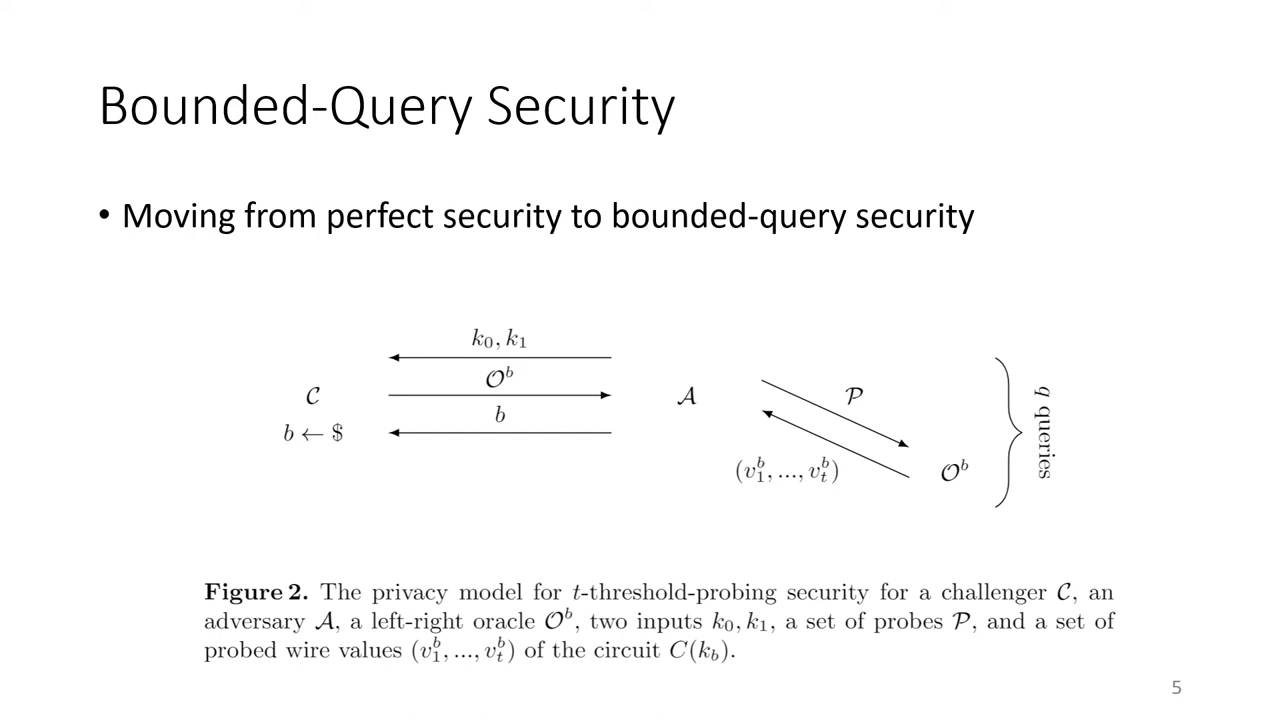 Bounded-Query Security
• Moving from perfect security to bounded-query security
k₀, k₁
𝒪ᵇ
𝒞
b
𝒜
b ← $
𝒫
(v₁ᵇ, ..., vₜᵇ)
𝒪ᵇ
q queries
Figure 2. The privacy model for t-threshold-probing security for a challenger 𝒞, an
adversary 𝒜, a left-right oracle 𝒪ᵇ, two inputs k₀, k₁, a set of probes 𝒫, and a set of
probed wire values (v₁ᵇ, ..., vₜᵇ) of the circuit C(k_b).
5